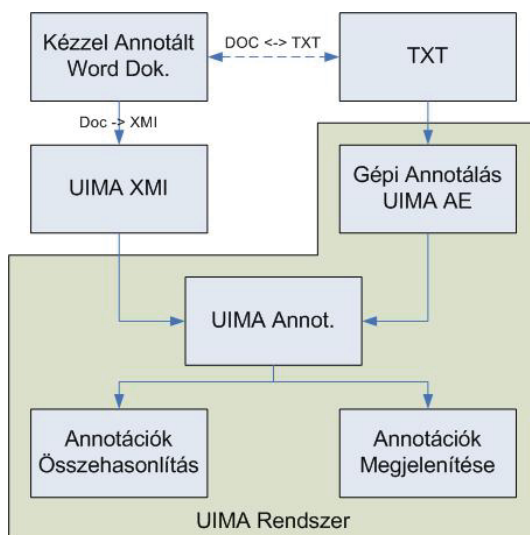 Kézzel Annotált
Word Dok.
DOC <-> TXT
TXT
Doc -> XMI
UIMA XMI
Gépi Annotálás
UIMA AE
UIMA Annot.
Annotációk
Összehasonlítás
Annotációk
Megjelenítése
UIMA Rendszer